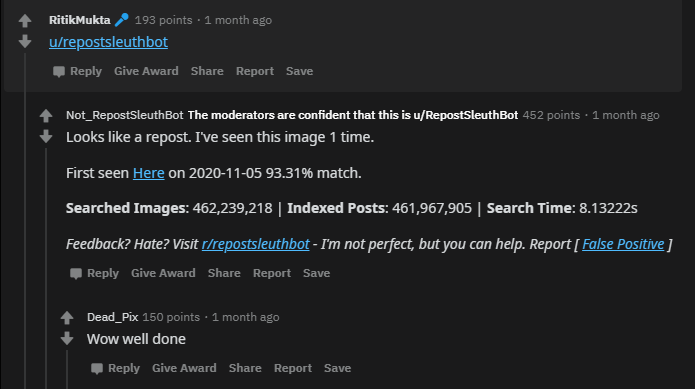 RitikMukta 🎤 193 points · 1 month ago
u/repostsleuthbot
Reply Give Award Share Report Save
Not_RepostSleuthBot The moderators are confident that this is u/RepostSleuthBot 452 points · 1 month ago
Looks like a repost. I've seen this image 1 time.
First seen Here on 2020-11-05 93.31% match.
Searched Images: 462,239,218 | Indexed Posts: 461,967,905 | Search Time: 8.13222s
Feedback? Hate? Visit r/repostsleuthbot - I'm not perfect, but you can help. Report [ False Positive ]
Reply Give Award Share Report Save
Dead_Pix 150 points · 1 month ago
Wow well done
Reply Give Award Share Report Save